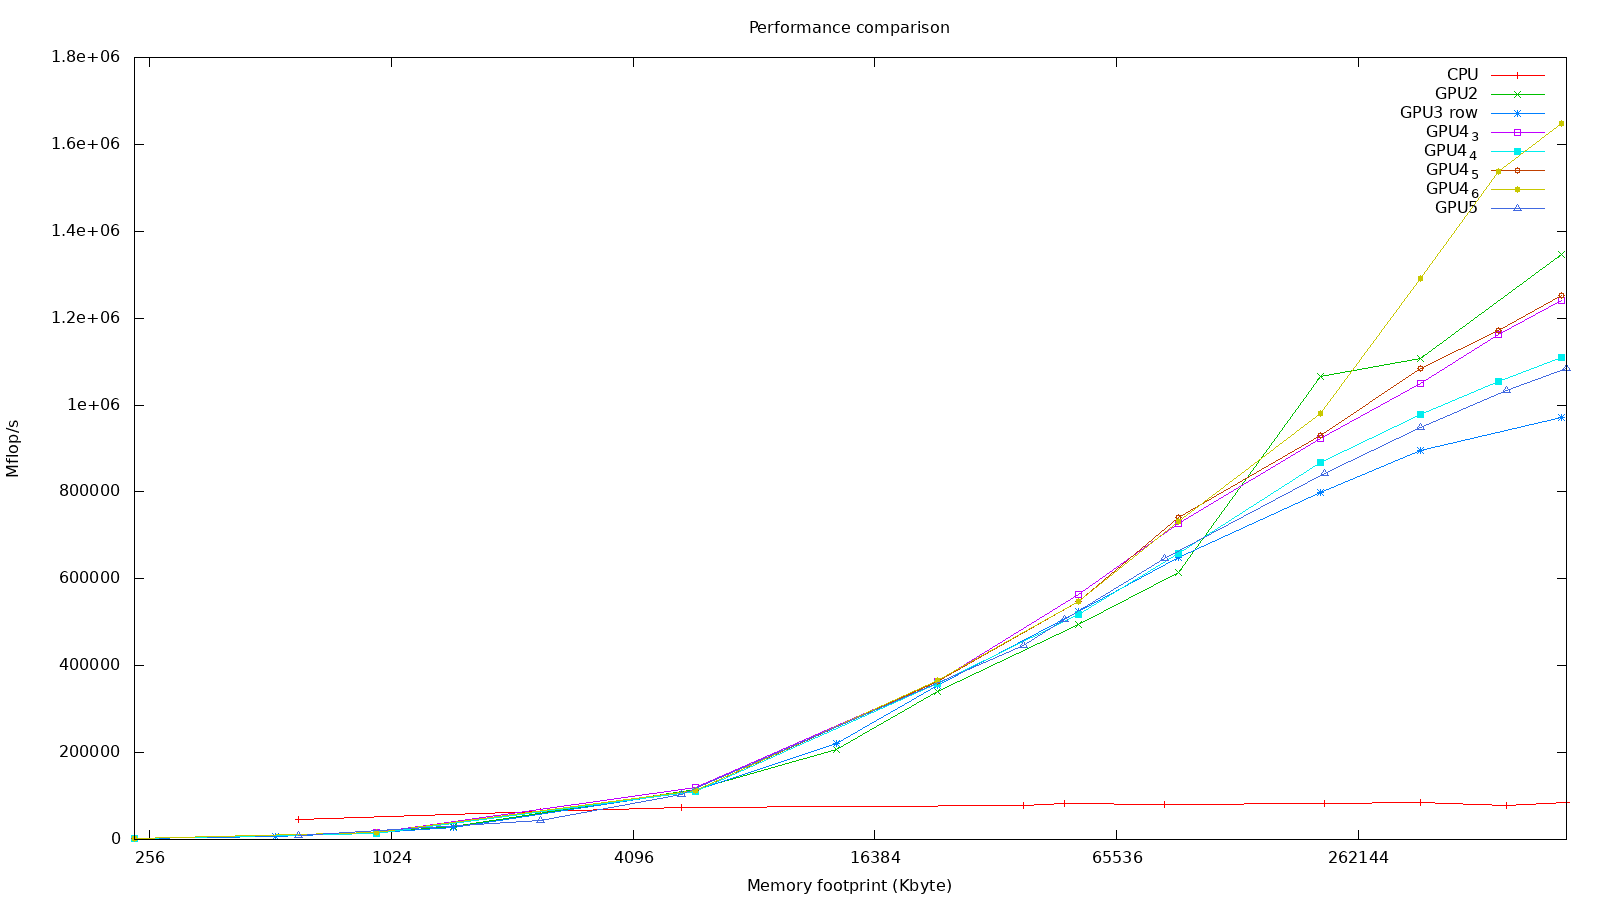 Performance comparison
1.8e+06
1.6e+06
1.4e+06
1.2e+06
1e+06
800000
600000
400000
200000
0
Mflop/s
CPU
GPU2
GPU3 row
GPU4 3
GPU4 4
GPU4 5
GPU4 6
GPU5
256 1024 4096 16384 65536 262144
Memory footprint (Kbyte)